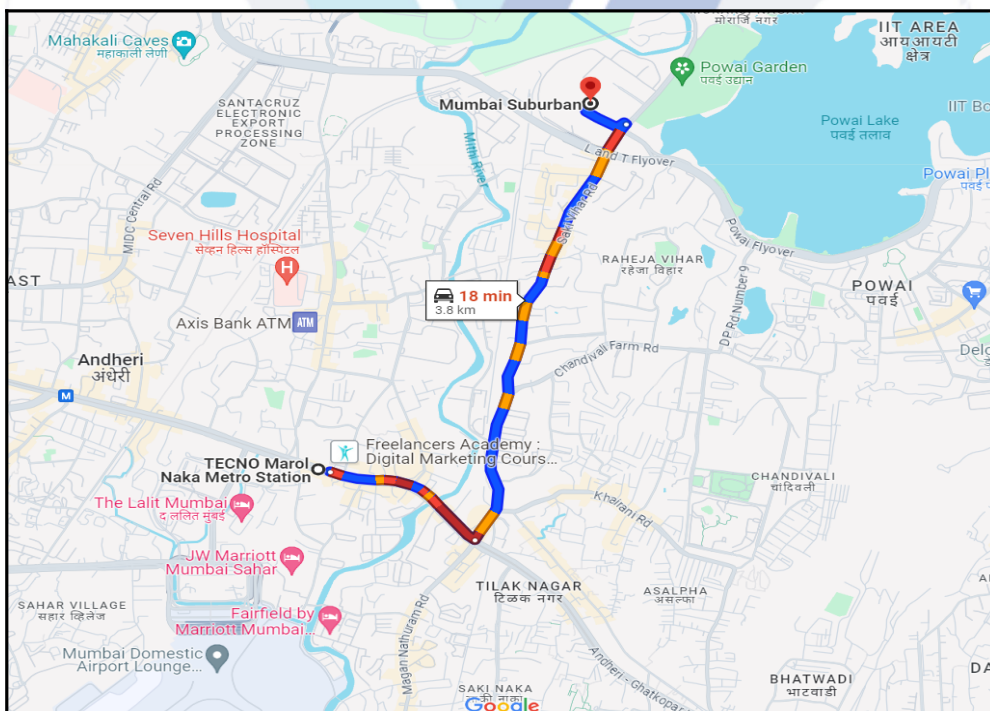 मोरार्जी नगर
IIT AREA
आयआयटी
क्षेत्र
Mahakali Caves
महाकाली लेणी
Powai Garden
पवई उद्यान
SANTACRUZ
ELECTRONIC
EXPORT
PROCESSING
ZONE
Mumbai Suburban
IIT Bo
Powai Lake
पवई तलाव
Mithi River
L and T Flyover
Powai Pl
MIDC Central Rd
Saki Vihar Rd
Powai Flyover
Seven Hills Hospital
सेव्हन हिल्स हॉस्पिटल
H
RAHEJA VIHAR
रहेजा विहार
AST
POWAI
पवई
18 min
3.8 km
DP Rd Number 9
Axis Bank ATM
ATM
Chandivali Farm Rd
Andheri
अंधेरी
M
Freelancers Academy :
Digital Marketing Cours...
TECNO Marol
Naka Metro Station
CHANDIVALI
चांदिवली
The Lalit Mumbai
द ललित मुंबई
Khairani Rd
JW Marriott
Mumbai Sahar
TILAK NAGAR
टिळक नगर
ASALPHA
असल्फा
SAHAR VILLAGE
सहार व्हिलेज
Fairfield by
Marriott Mumbai...
Magan Nathuram Rd
Mumbai Domestic
Airport Lounge...
Andheri - Ghatkopar
BHATWADI
भाटवाडी
SAKI NAKA
Google